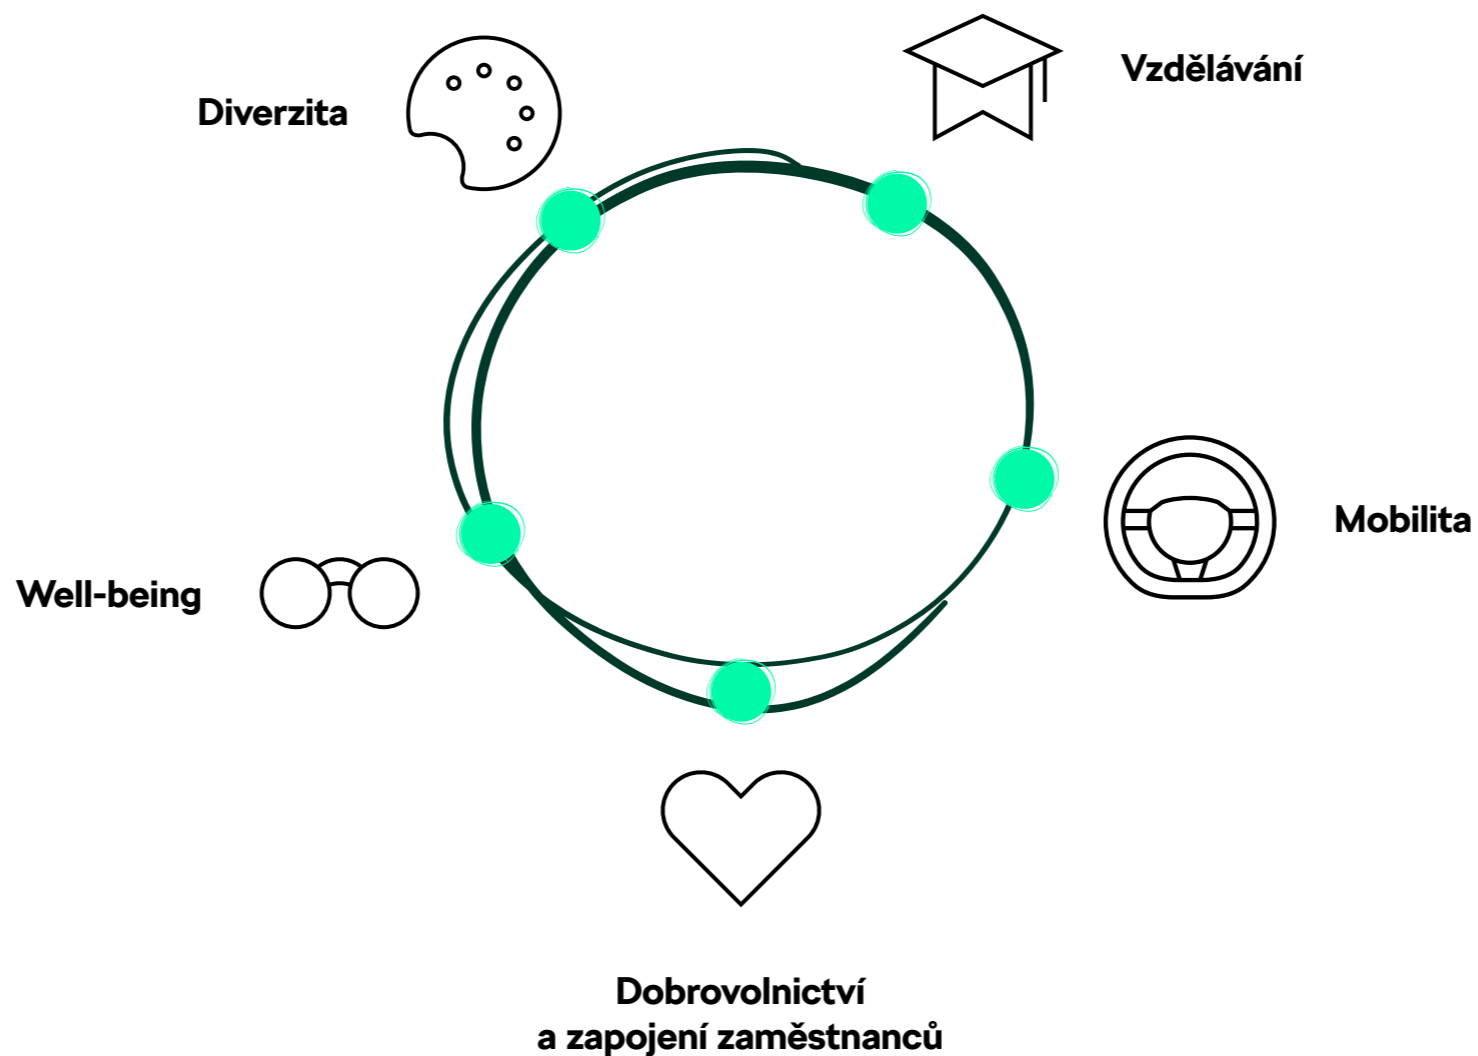 Vzdělávání
Diverzita
Mobilita
Well-being
Dobrovolnictví
a zapojení zaměstnanců